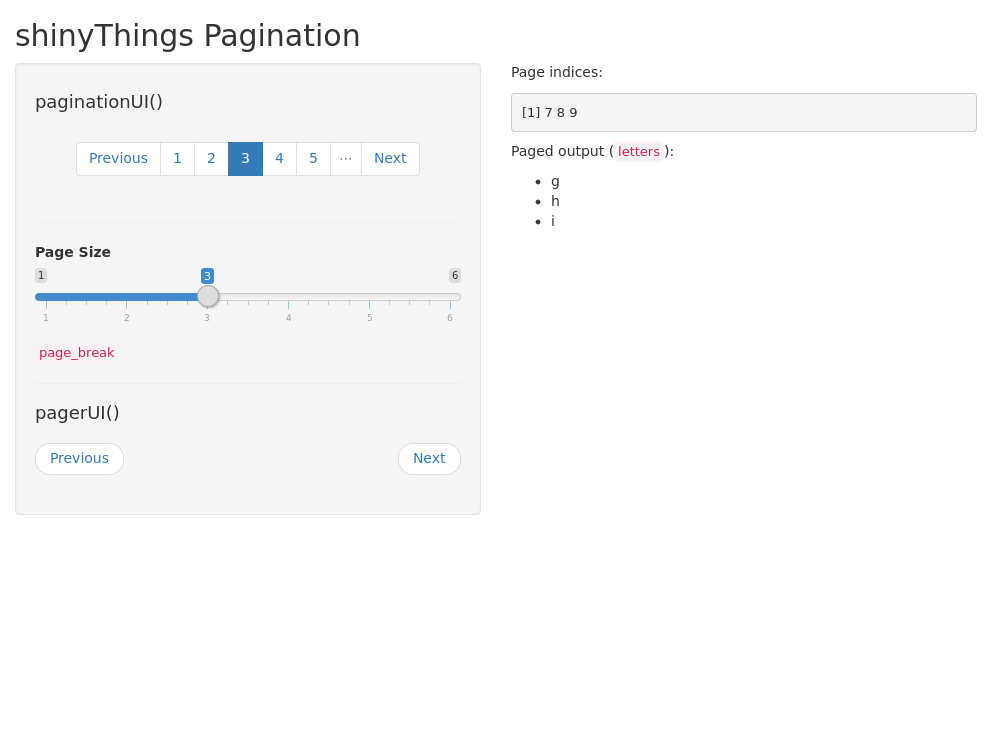 shinyThings Pagination
paginationUI()
Previous 1 2 3 4 5 ... Next
Page Size
1 3 6
1 2 3 4 5 6
page_break
pagerUI()
Previous Next
Page indices:
[1] 7 8 9
Paged output ( letters ):
• g
• h
• i